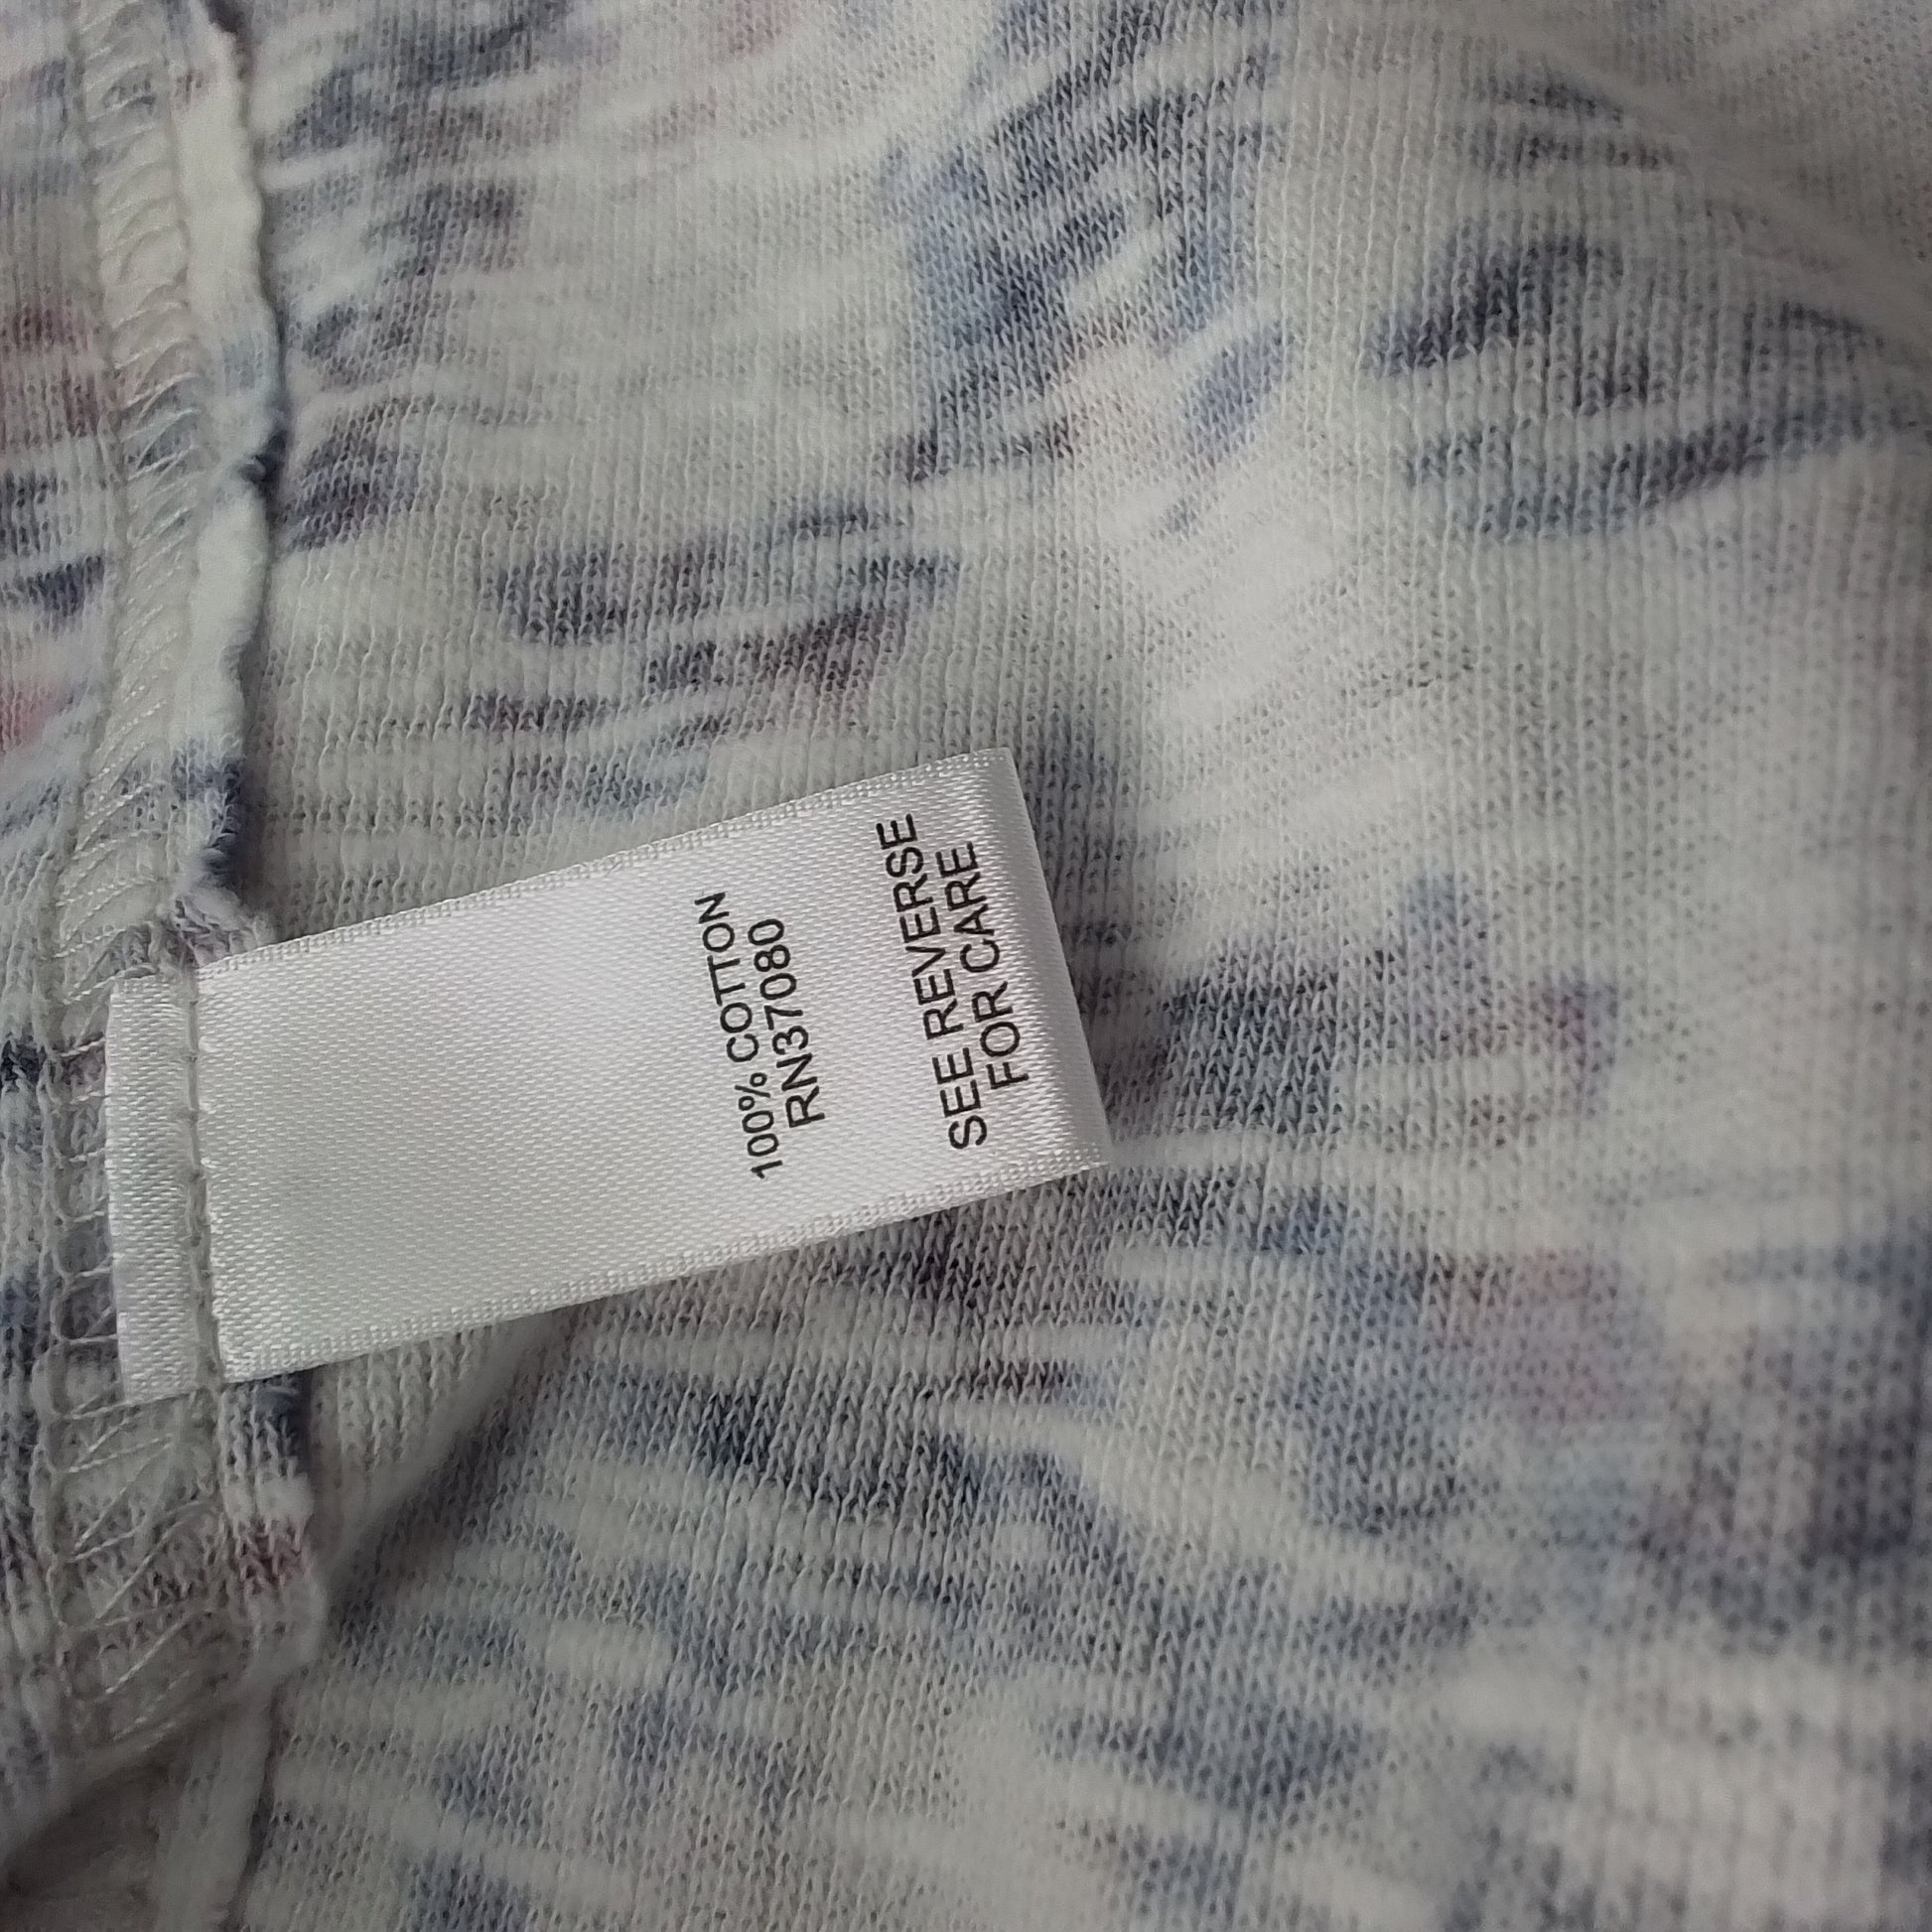 100% COTTON
RN37080
SEE REVERSE
FOR CARE